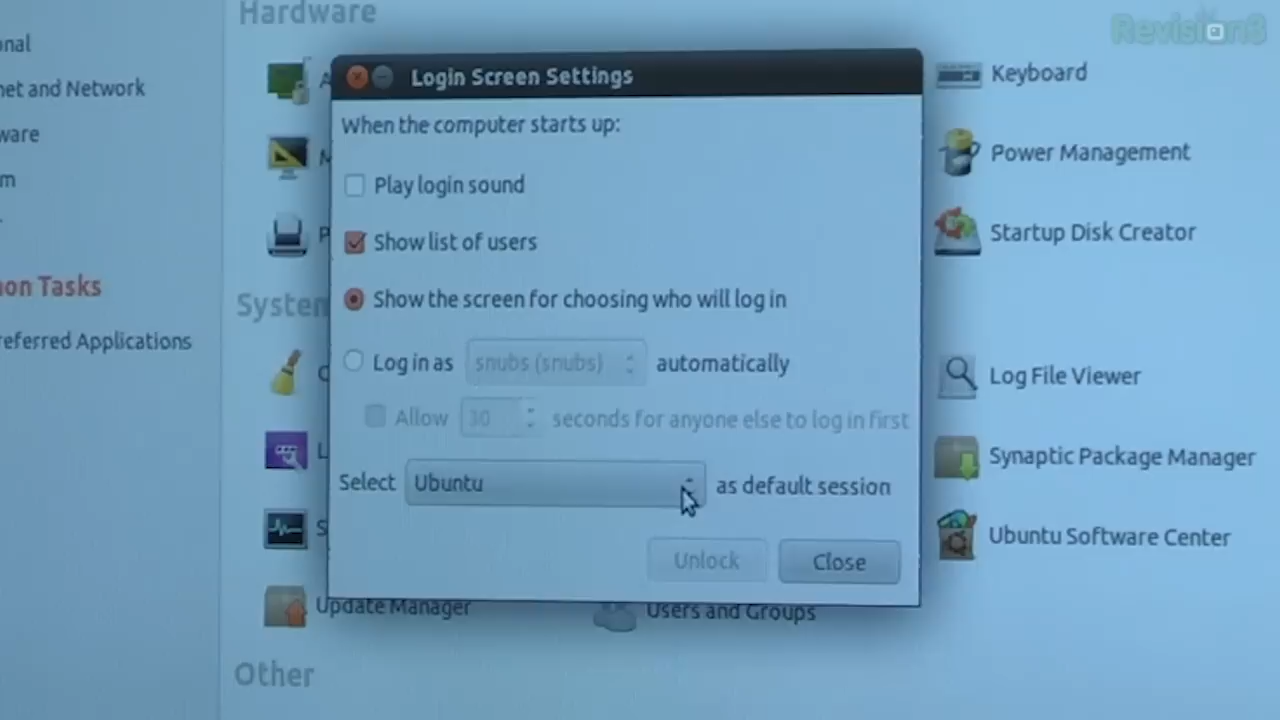 Hardware
Revision3
onal
net and Network
ware
m
Login Screen Settings
Keyboard
When the computer starts up:
Power Management
Play login sound
Show list of users
Startup Disk Creator
Show the screen for choosing who will log in
on Tasks
System
referred Applications
Log in as snubs (snubs) automatically
Log File Viewer
Allow 30 seconds for anyone else to log in first
Synaptic Package Manager
Select Ubuntu as default session
Ubuntu Software Center
Unlock Close
Update Manager
Users and Groups
Other